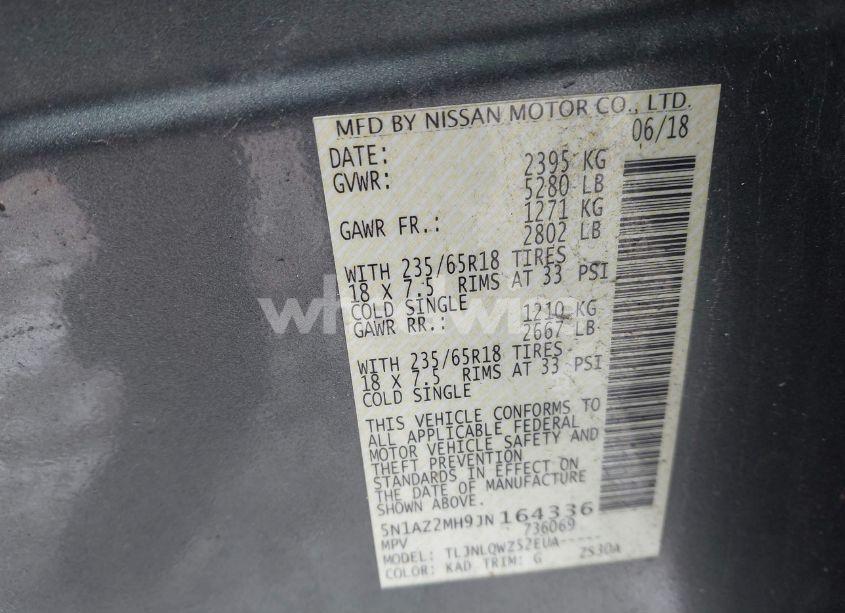 MFD BY NISSAN MOTOR CO., LTD.
DATE: 06/18
GVWR: 2395 KG
5280 LB
GAWR FR.: 1271 KG
2802 LB
WITH 235/65R18 TIRES
18 X 7.5 RIMS AT 33 PSI
COLD SINGLE
GAWR RR.: 1210 KG
2667 LB
WITH 235/65R18 TIRES
18 X 7.5 RIMS AT 33 PSI
COLD SINGLE
THIS VEHICLE CONFORMS TO
ALL APPLICABLE FEDERAL
MOTOR VEHICLE SAFETY AND
THEFT PREVENTION
STANDARDS IN EFFECT ON
THE DATE OF MANUFACTURE
SHOWN ABOVE.
5N1AZ2MH9JN164336
MPV 736069
MODEL: TLJNLQWZS2EUA-----
COLOR: KAD TRIM: G ZS30A